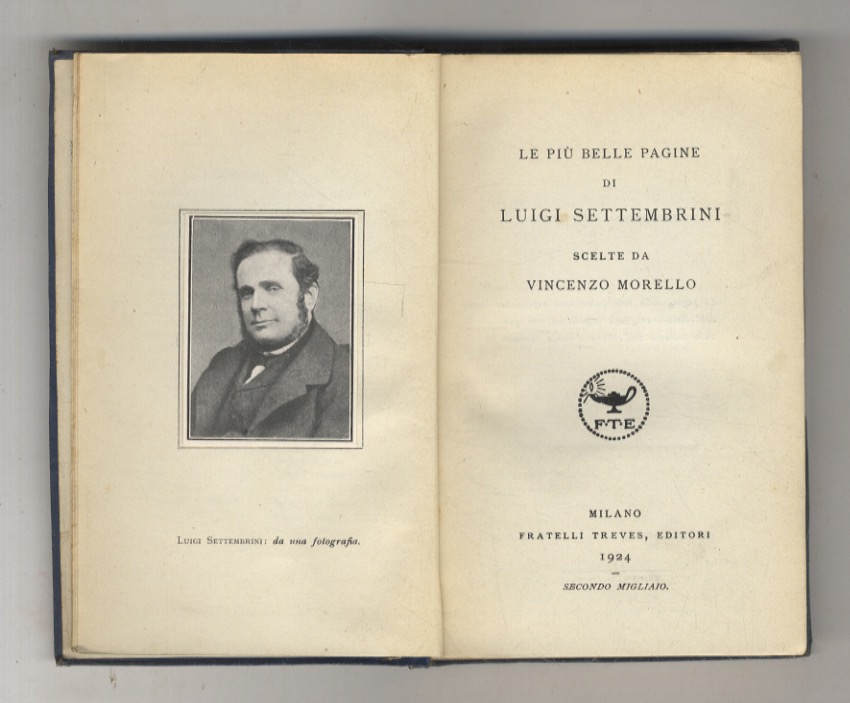 Luigi Settembrini: da una fotografia.
LE PIÙ BELLE PAGINE
DI
LUIGI SETTEMBRINI
SCELTE DA
VINCENZO MORELLO
F·T·E
MILANO
FRATELLI TREVES, EDITORI
1924
SECONDO MIGLIAIO.